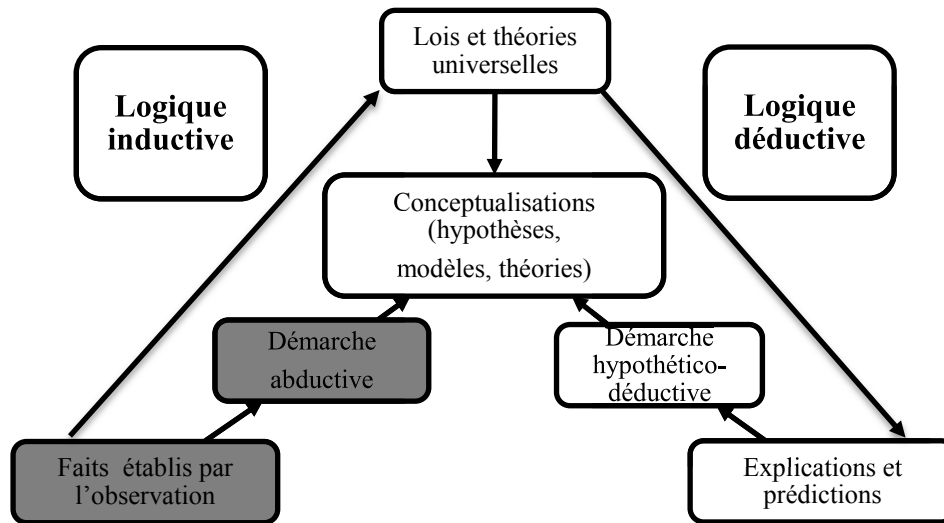 Lois et théories
universelles
Logique
inductive
Logique
déductive
Conceptualisations
(hypothèses,
modèles, théories)
Démarche
abductive
Démarche
hypothético-
déductive
Faits établis par
l’observation
Explications et
prédictions